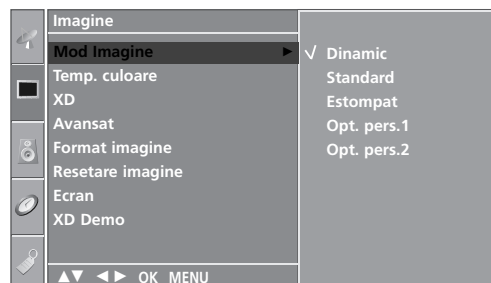 Imagine
Mod Imagine
Temp. culoare
XD
Avansat
Format imagine
Resetare imagine
Ecran
XD Demo
▲▼ ◄► OK MENU
√ Dinamic
Standard
Estompat
Opt. pers.1
Opt. pers.2